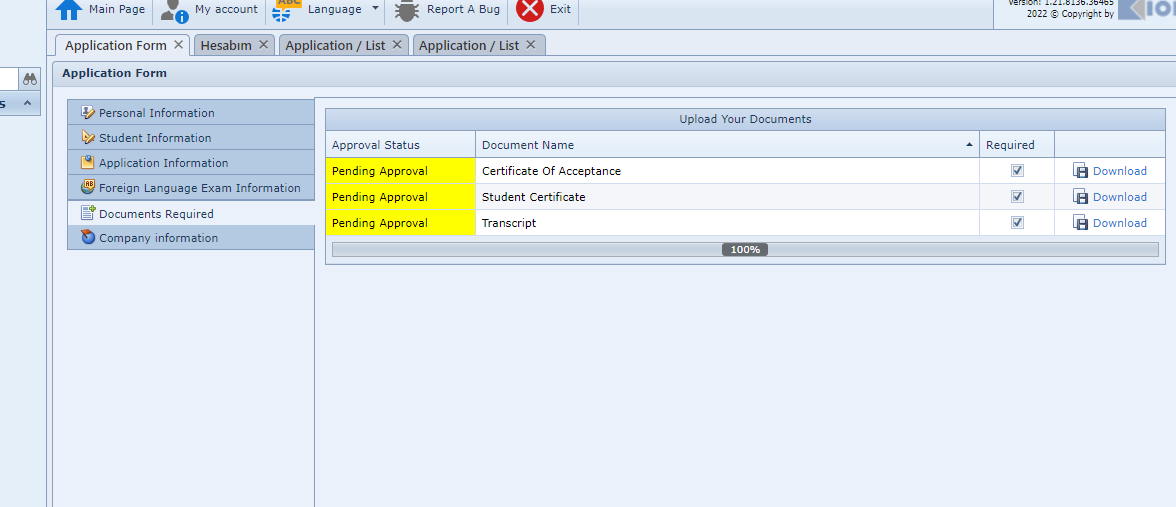 Main Page
My account
Language
Report A Bug
Exit
Version: 1.21.8136.36465
2022 © Copyright by
Application Form
Hesabım
Application / List
Application / List
Application Form
Personal Information
Student Information
Application Information
Foreign Language Exam Information
Documents Required
Company information
Upload Your Documents
Approval Status Document Name Required
Pending Approval Certificate Of Acceptance Download
Pending Approval Student Certificate Download
Pending Approval Transcript Download
100%